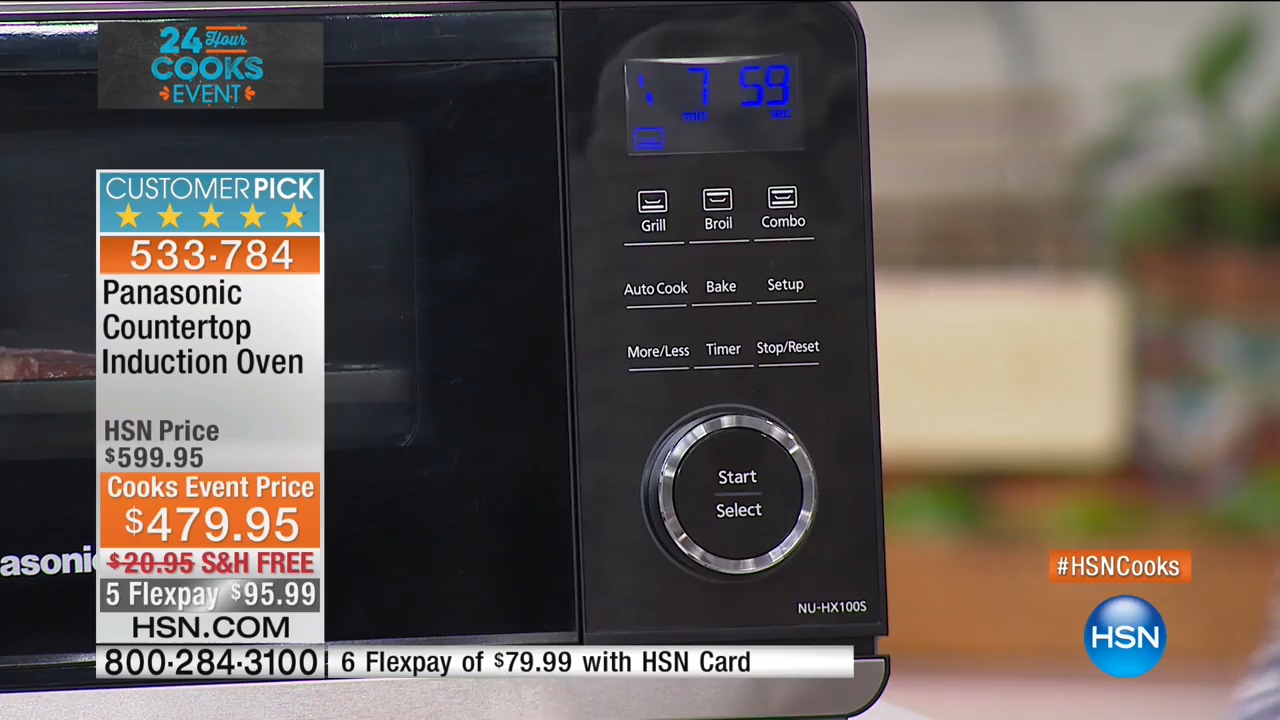 24 Hour
COOKS
EVENT
CUSTOMER PICK
533-784
Panasonic
Countertop
Induction Oven
HSN Price
$599.95
Cooks Event Price
$479.95
$20.95 S&H FREE
5 Flexpay $95.99
HSN.COM
800-284-3100
6 Flexpay of $79.99 with HSN Card
asonic
7 59
min sec
Grill Broil Combo
Auto Cook Bake Setup
More/Less Timer Stop/Reset
Start
Select
NU-HX100S
#HSNCooks
HSN